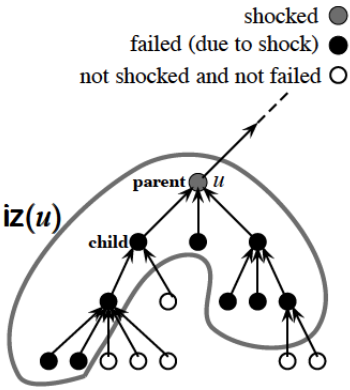 shocked
failed (due to shock)
not shocked and not failed
parent u
iz(u)
child